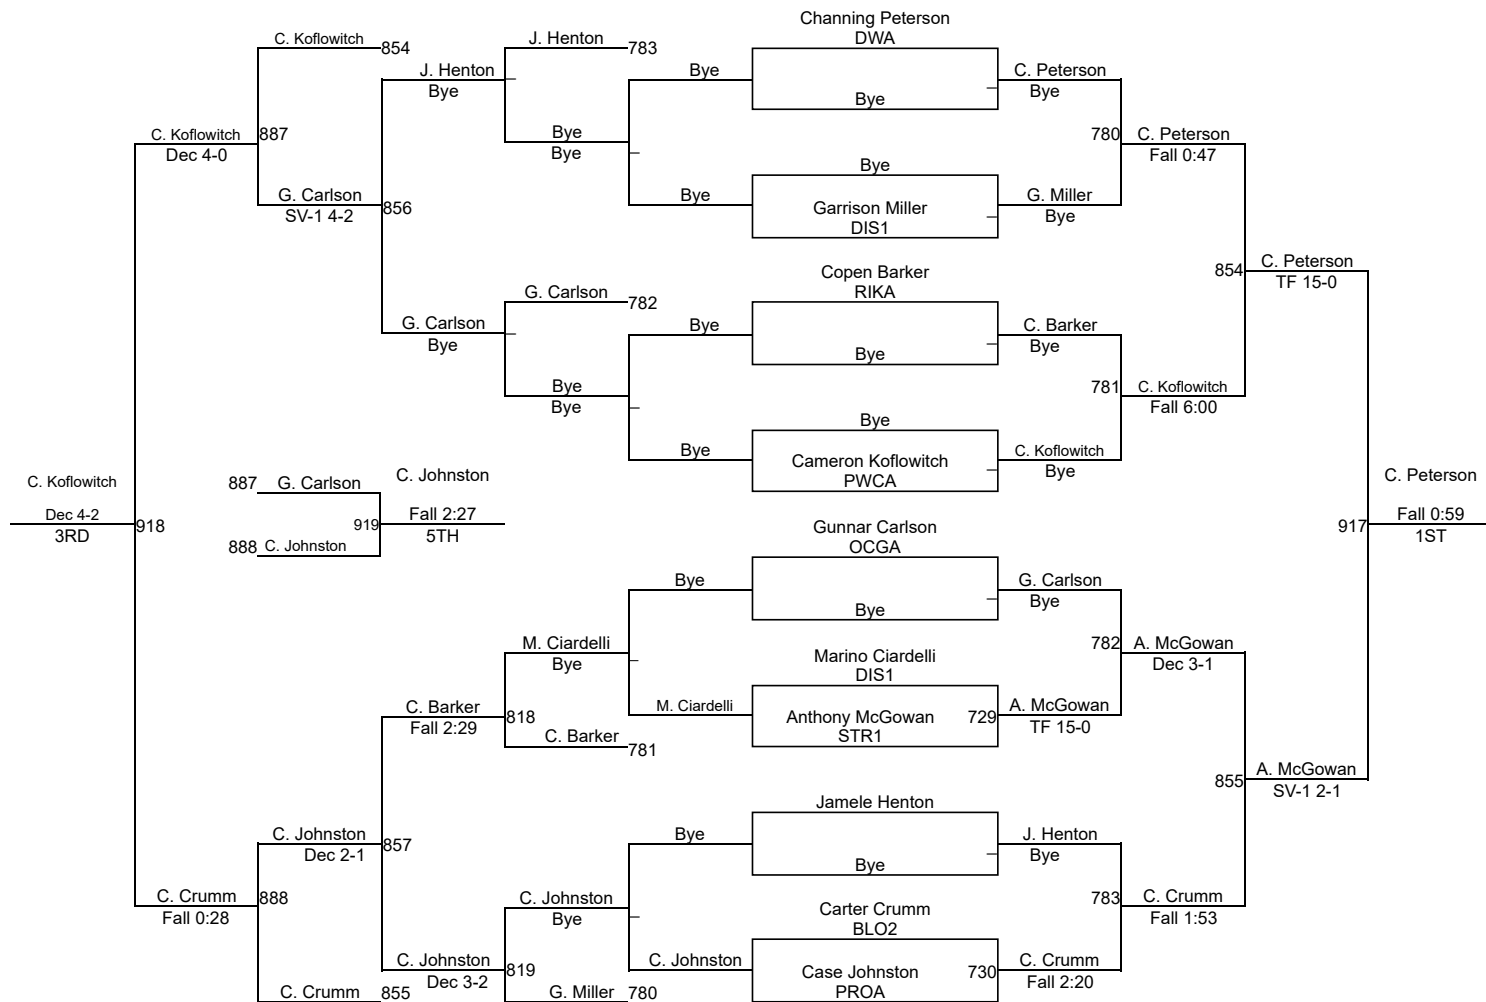 Channing Peterson
DWA
C. Koflowitch
854
J. Henton
783
J. Henton
Bye
Bye
Bye
C. Peterson
Bye
C. Koflowitch
887
Dec 4-0
Bye
Bye
780
C. Peterson
Fall 0:47
Bye
G. Carlson
SV-1 4-2
856
Bye
Garrison Miller
DIS1
G. Miller
Bye
854
C. Peterson
TF 15-0
Copen Barker
RIKA
G. Carlson
782
G. Carlson
Bye
Bye
Bye
C. Barker
Bye
Bye
Bye
781
C. Koflowitch
Fall 6:00
Bye
Bye
Cameron Koflowitch
PWCA
C. Koflowitch
Bye
C. Koflowitch
Dec 4-2
3RD
918
887
G. Carlson
888
C. Johnston
919
C. Johnston
Fall 2:27
5TH
C. Peterson
917
Fall 0:59
1ST
Gunnar Carlson
OCGA
Bye
Bye
G. Carlson
Bye
M. Ciardelli
Bye
782
A. McGowan
Dec 3-1
Marino Ciardelli
DIS1
C. Barker
Fall 2:29
818
M. Ciardelli
Anthony McGowan
STR1
729
A. McGowan
TF 15-0
C. Barker
781
855
A. McGowan
SV-1 2-1
Jamele Henton
C. Johnston
Dec 2-1
857
Bye
Bye
J. Henton
Bye
C. Crumm
Fall 0:28
888
C. Johnston
Bye
783
C. Crumm
Fall 1:53
Carter Crumm
BLO2
C. Johnston
Dec 3-2
819
C. Johnston
Case Johnston
PROA
730
C. Crumm
Fall 2:20
C. Crumm
855
G. Miller
780